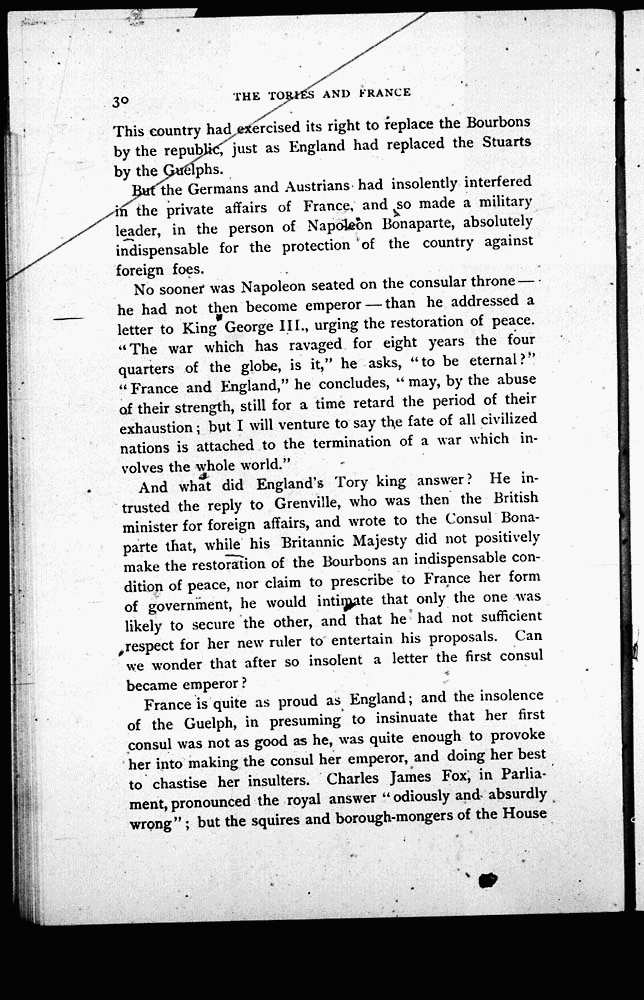 30
THE TORIES AND FRANCE
This country had exercised its right to replace the Bourbons
by the republic, just as England had replaced the Stuarts
by the Guelphs.
But the Germans and Austrians had insolently interfered
in the private affairs of France, and so made a military
leader, in the person of Napoleon Bonaparte, absolutely
indispensable for the protection of the country against
foreign foes.
No sooner was Napoleon seated on the consular throne—
he had not then become emperor—than he addressed a
letter to King George III., urging the restoration of peace.
“The war which has ravaged for eight years the four
quarters of the globe, is it,” he asks, “to be eternal?”
“France and England,” he concludes, “may, by the abuse
of their strength, still for a time retard the period of their
exhaustion; but I will venture to say the fate of all civilized
nations is attached to the termination of a war which in-
volves the whole world.”
And what did England's Tory king answer? He in-
trusted the reply to Grenville, who was then the British
minister for foreign affairs, and wrote to the Consul Bona-
parte that, while his Britannic Majesty did not positively
make the restoration of the Bourbons an indispensable con-
dition of peace, nor claim to prescribe to France her form
of government, he would intimate that only the one was
likely to secure the other, and that he had not sufficient
respect for her new ruler to entertain his proposals. Can
we wonder that after so insolent a letter the first consul
became emperor?
France is quite as proud as England; and the insolence
of the Guelph, in presuming to insinuate that her first
consul was not as good as he, was quite enough to provoke
her into making the consul her emperor, and doing her best
to chastise her insulters. Charles James Fox, in Parlia-
ment, pronounced the royal answer “odiously and absurdly
wrong”; but the squires and borough-mongers of the House